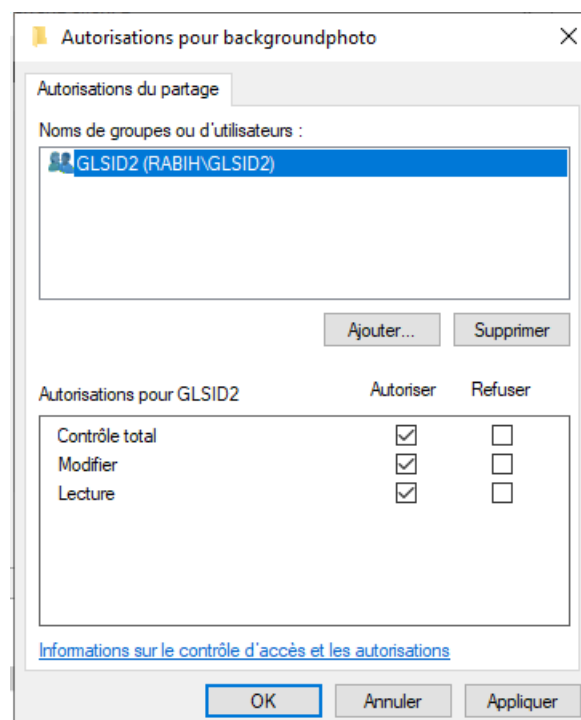 Autorisations pour backgroundphoto
Autorisations du partage
Noms de groupes ou d'utilisateurs :
GLSID2 (RABIH\GLSID2)
Ajouter... Supprimer
Autorisations pour GLSID2 Autoriser Refuser
Contrôle total
Modifier
Lecture
Informations sur le contrôle d'accès et les autorisations
OK Annuler Appliquer